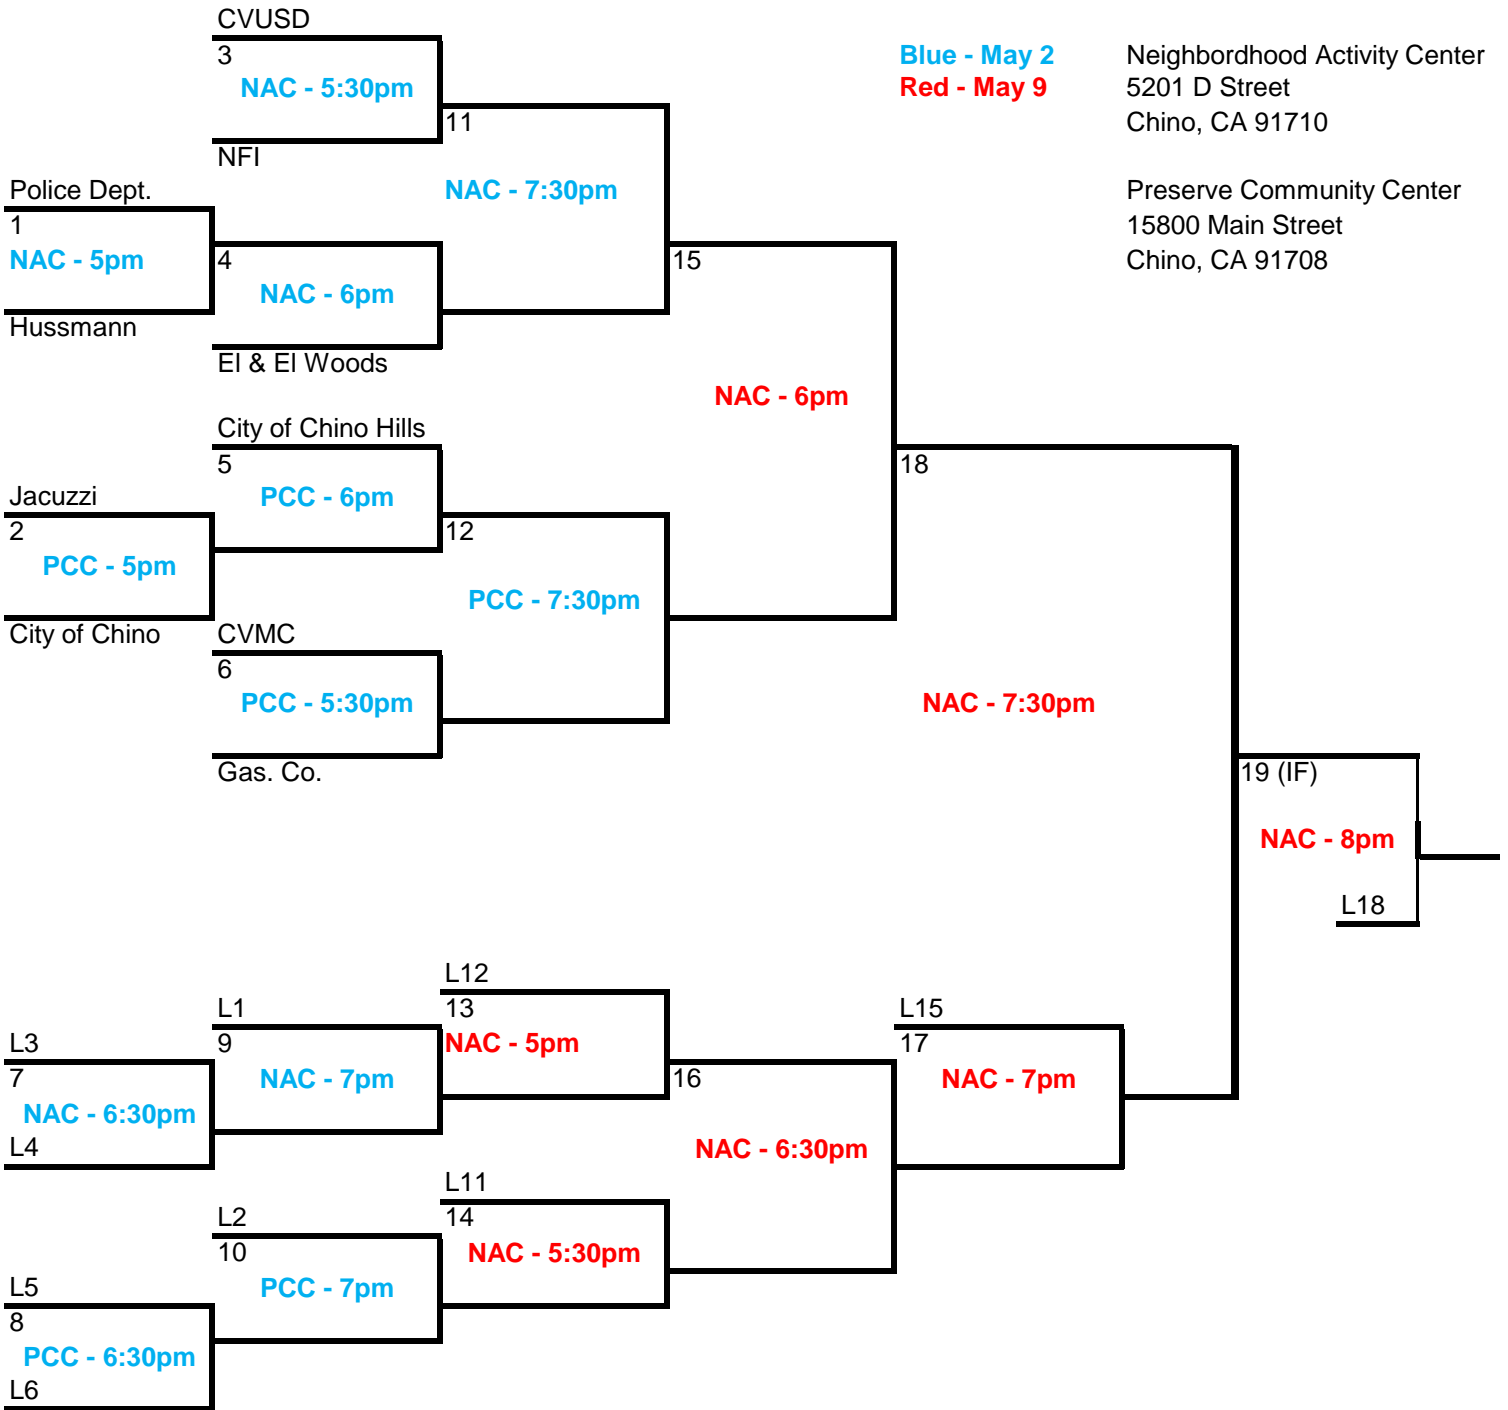 CVUSD
3
NAC - 5:30pm
NFI
Blue - May 2
Red - May 9
Neighbordhood Activity Center
5201 D Street
Chino, CA 91710
Preserve Community Center
15800 Main Street
Chino, CA 91708
11
NAC - 7:30pm
Police Dept.
1
NAC - 5pm
Hussmann
4
NAC - 6pm
El & El Woods
15
NAC - 6pm
City of Chino Hills
5
PCC - 6pm
Jacuzzi
2
PCC - 5pm
City of Chino
12
PCC - 7:30pm
CVMC
6
PCC - 5:30pm
Gas. Co.
18
NAC - 7:30pm
19 (IF)
NAC - 8pm
L18
L12
13
NAC - 5pm
L1
9
NAC - 7pm
L3
7
NAC - 6:30pm
L4
16
NAC - 6:30pm
L15
17
NAC - 7pm
L11
14
NAC - 5:30pm
L2
10
PCC - 7pm
L5
8
PCC - 6:30pm
L6